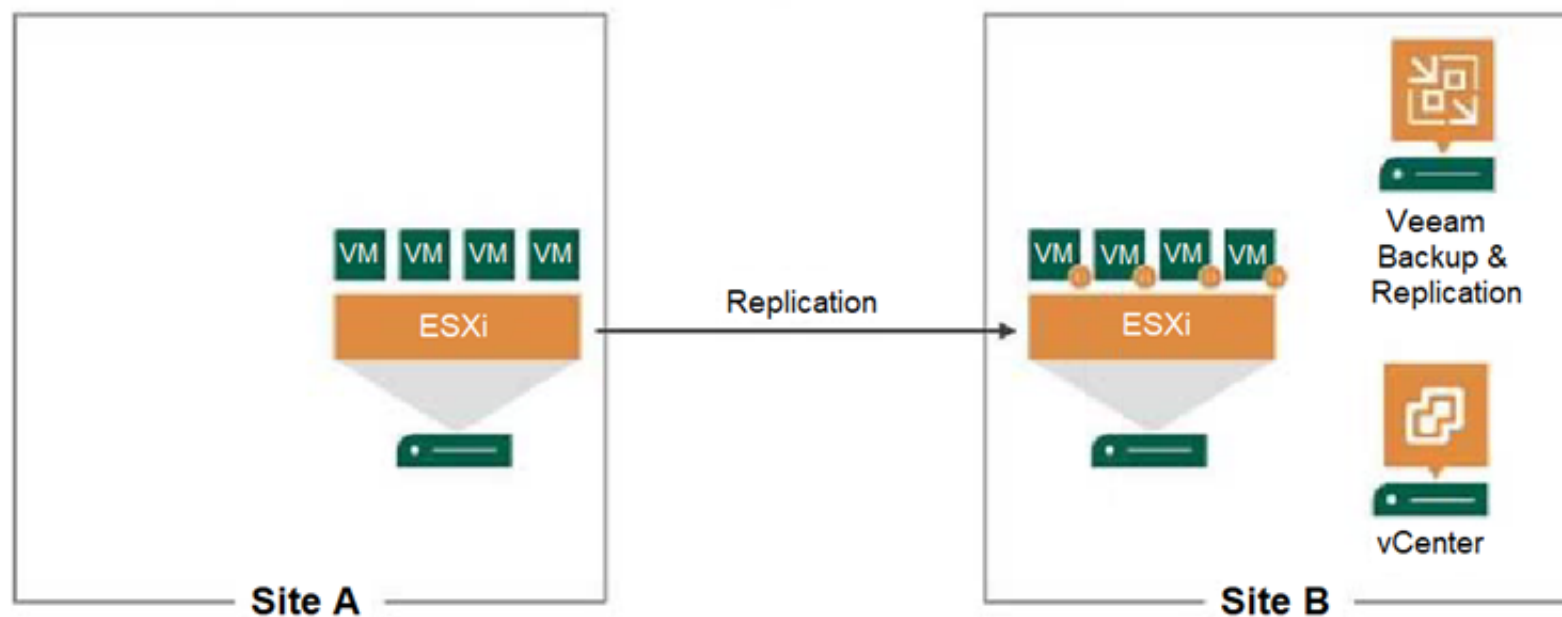 VM VM VM VM
ESXi
Site A
Replication
VM VM VM VM
ESXi
Veeam
Backup &
Replication
vCenter
Site B